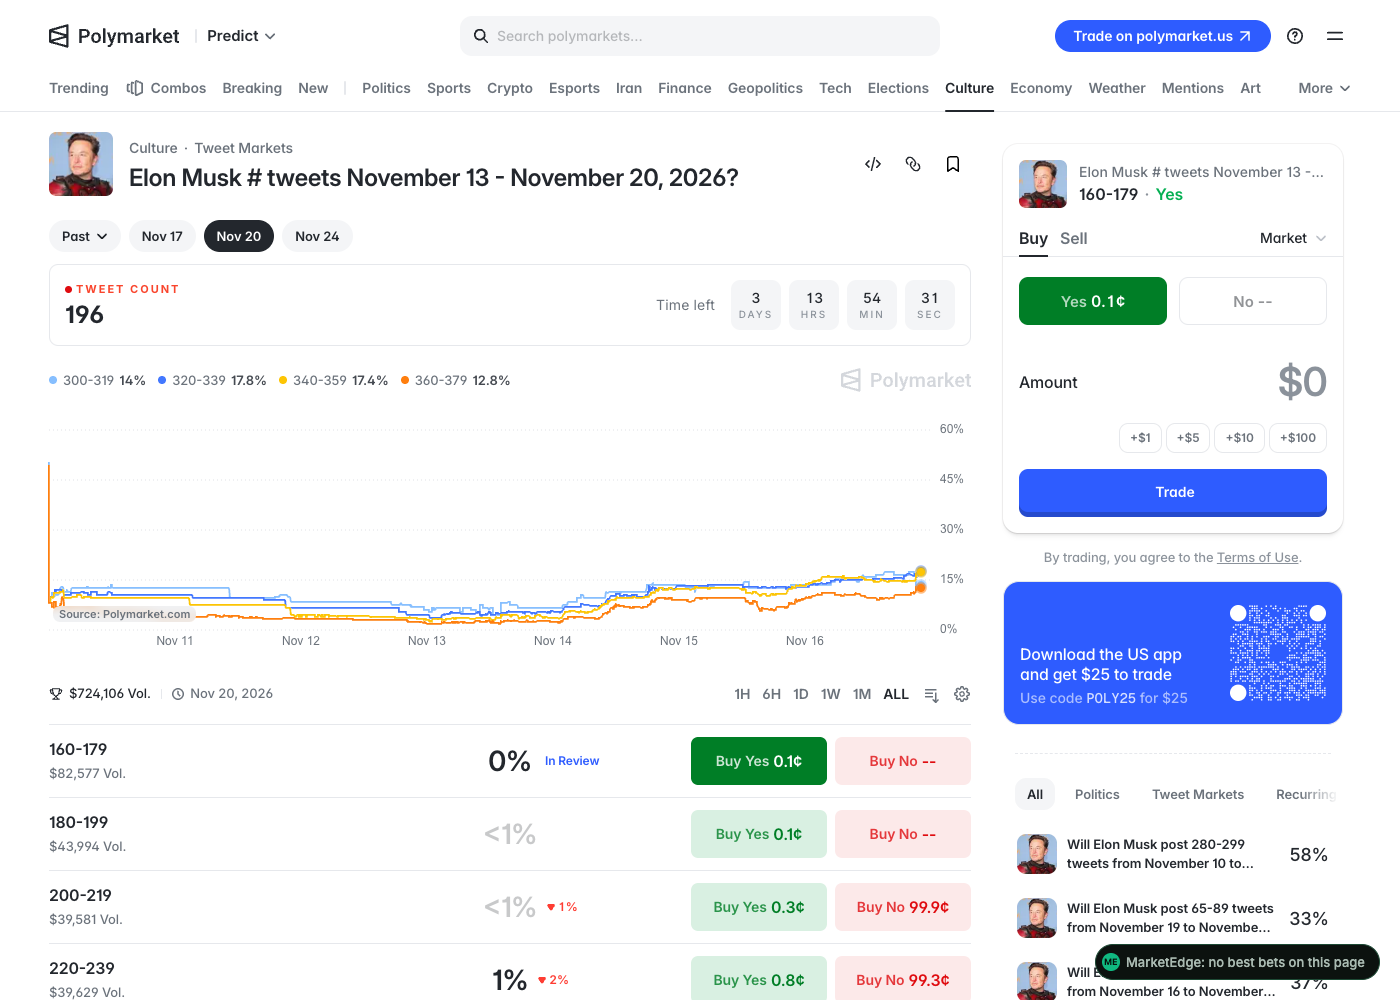 Polymarket
Predict
Search polymarkets...
Trade on polymarket.us
Trending
Combos
Breaking
New
Politics
Sports
Crypto
Esports
Iran
Finance
Geopolitics
Tech
Elections
Culture
Economy
Weather
Mentions
Art
More
Culture · Tweet Markets
Elon Musk # tweets November 13 - November 20, 2026?
Past
Nov 17
Nov 20
Nov 24
TWEET COUNT
196
Time left
3 DAYS
13 HRS
54 MIN
31 SEC
300-319 14%
320-339 17.8%
340-359 17.4%
360-379 12.8%
Polymarket
60%
45%
30%
15%
0%
Source: Polymarket.com
Nov 11
Nov 12
Nov 13
Nov 14
Nov 15
Nov 16
$724,106 Vol.
Nov 20, 2026
1H
6H
1D
1W
1M
ALL
160-179
$82,577 Vol.
0%
In Review
Buy Yes 0.1¢
Buy No --
180-199
$43,994 Vol.
<1%
Buy Yes 0.1¢
Buy No --
200-219
$39,581 Vol.
<1%
1%
Buy Yes 0.3¢
Buy No 99.9¢
220-239
$39,629 Vol.
1%
2%
Buy Yes 0.8¢
Buy No 99.3¢
Elon Musk # tweets November 13 -...
160-179 · Yes
Buy
Sell
Market
Yes 0.1¢
No --
Amount
$0
+$1
+$5
+$10
+$100
Trade
By trading, you agree to the Terms of Use.
Download the US app
and get $25 to trade
Use code POLY25 for $25
All
Politics
Tweet Markets
Recurring
Will Elon Musk post 280-299
tweets from November 10 to...
58%
Will Elon Musk post 65-89 tweets
from November 19 to Novembe...
33%
Will E
from November 16 to November...
37%
ME
MarketEdge: no best bets on this page